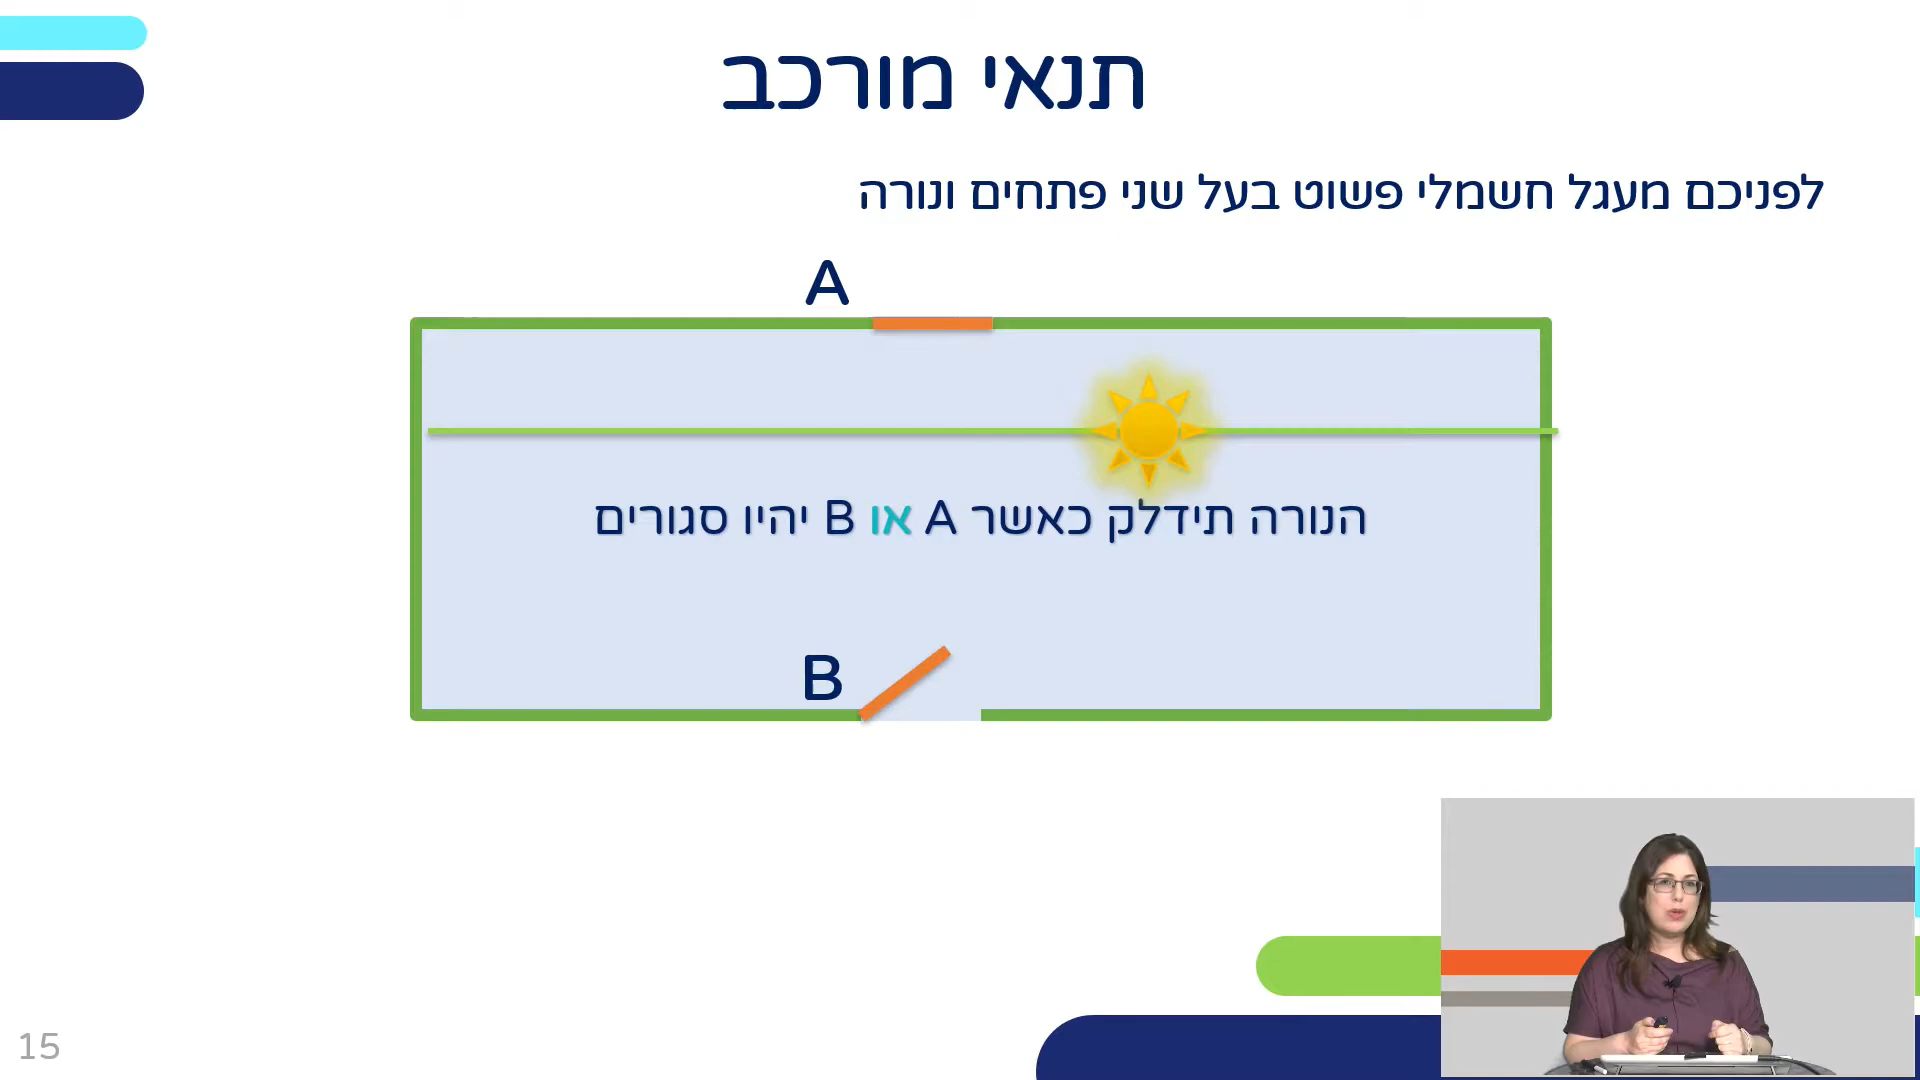 תנאי מורכב
לפניכם מעגל חשמלי פשוט בעל שני פתחים ונורה
A
הנורה תידלק כאשר A או B יהיו סגורים
B
15